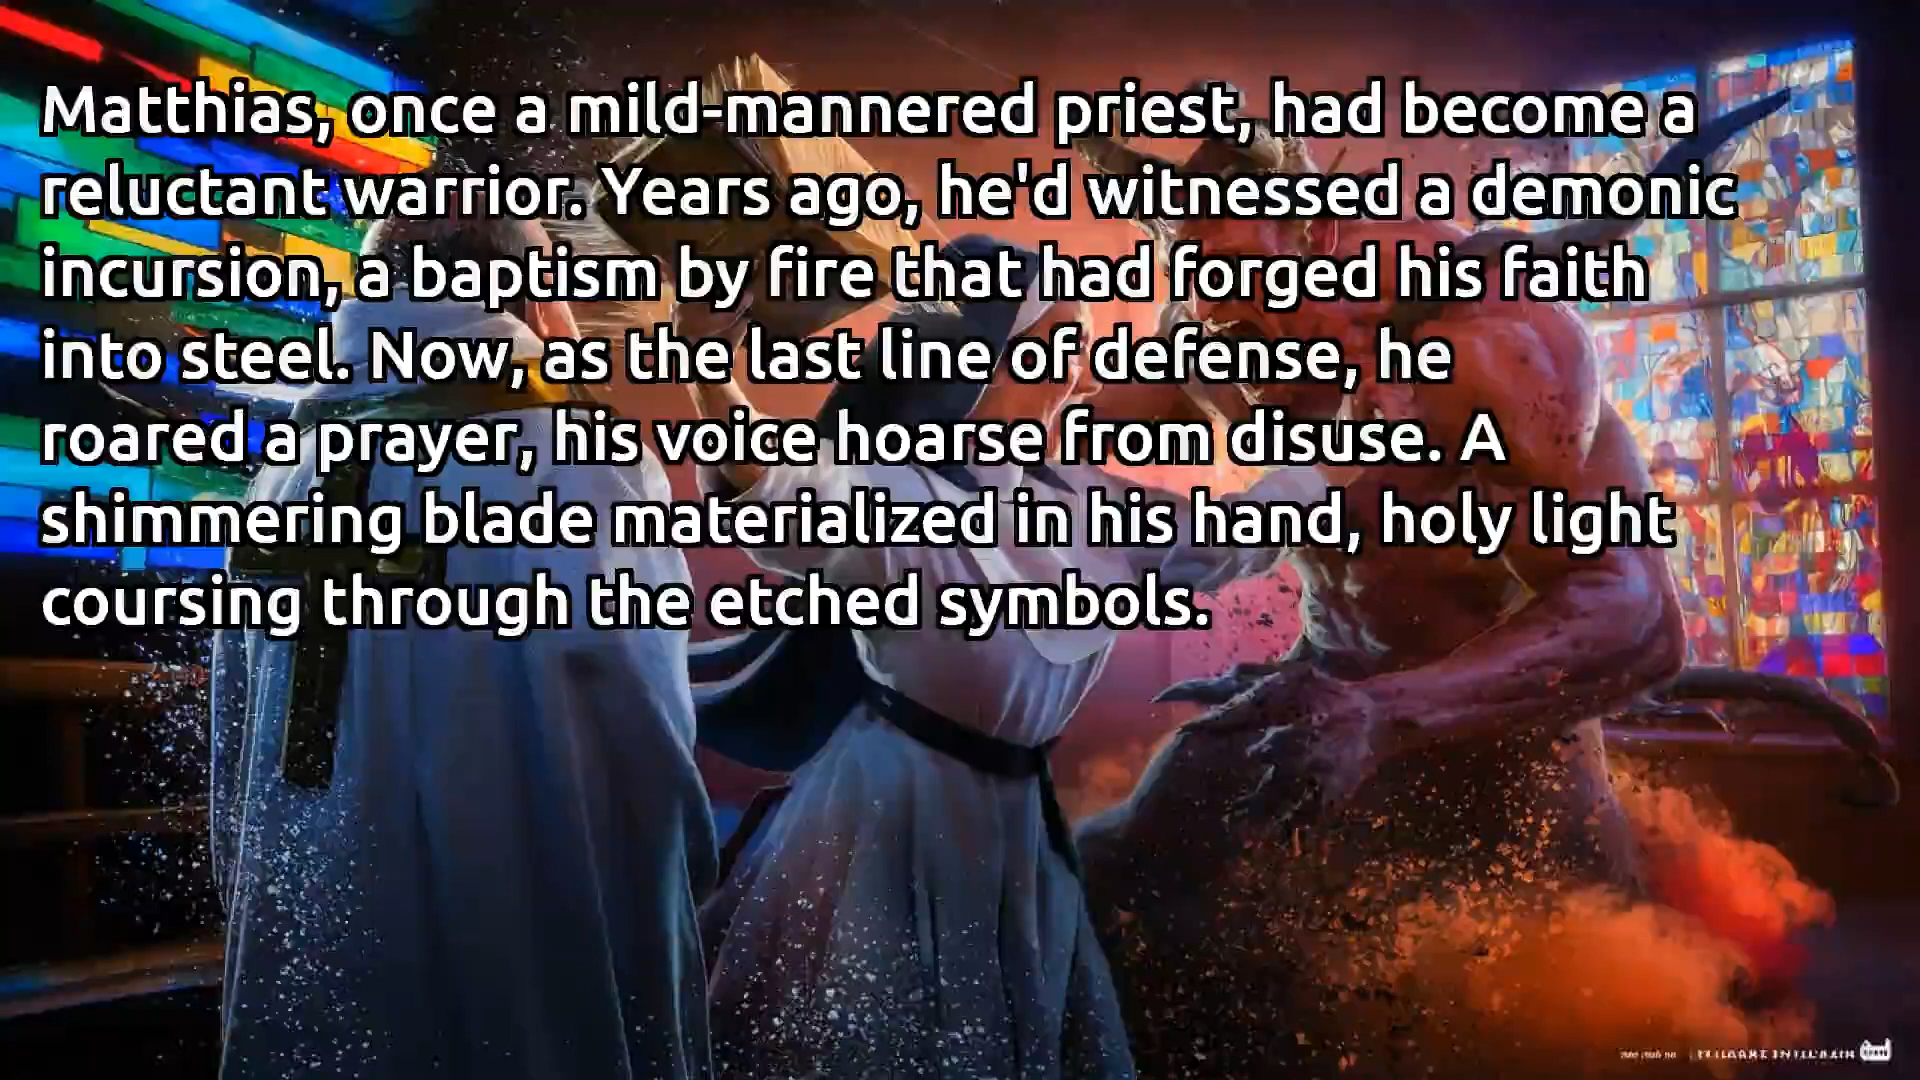 Matthias, once a mild-mannered priest, had become a
reluctant warrior. Years ago, he'd witnessed a demonic
incursion, a baptism by fire that had forged his faith
into steel. Now, as the last line of defense, he
roared a prayer, his voice hoarse from disuse. A
shimmering blade materialized in his hand, holy light
coursing through the etched symbols.